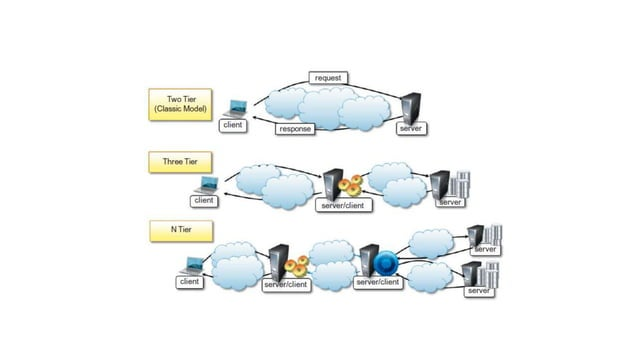 request
Two Tier
(Classic Model)
client
response
server
Three Tier
client
server/client
server
N Tier
client
server/client
server/client
server
server